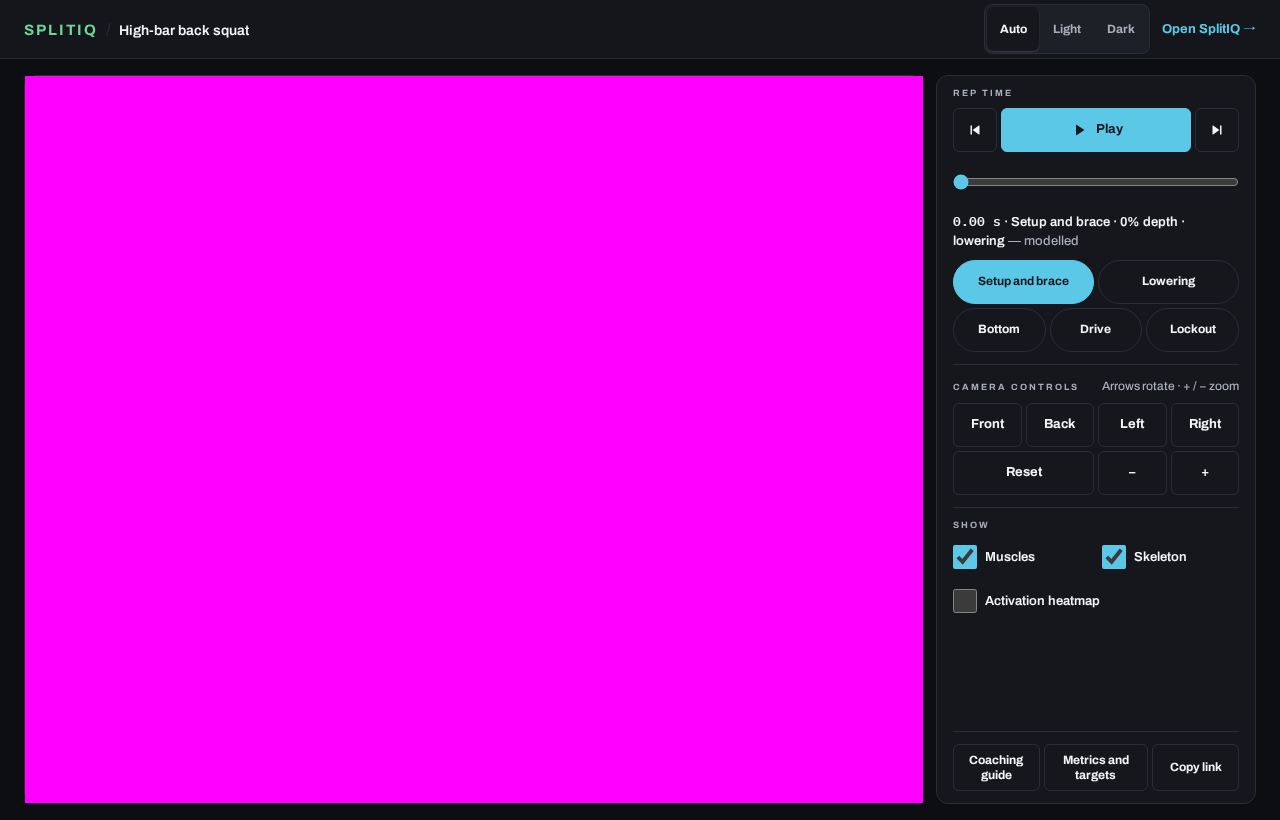 SPLITIQ / High-bar back squat
Auto Light Dark Open SplitIQ →
REP TIME
Play
0.00 s · Setup and brace · 0% depth ·
lowering — modelled
Setup and brace Lowering
Bottom Drive Lockout
CAMERA CONTROLS Arrows rotate · + / − zoom
Front Back Left Right
Reset − +
SHOW
Muscles Skeleton
Activation heatmap
Coaching guide
Metrics and targets
Copy link